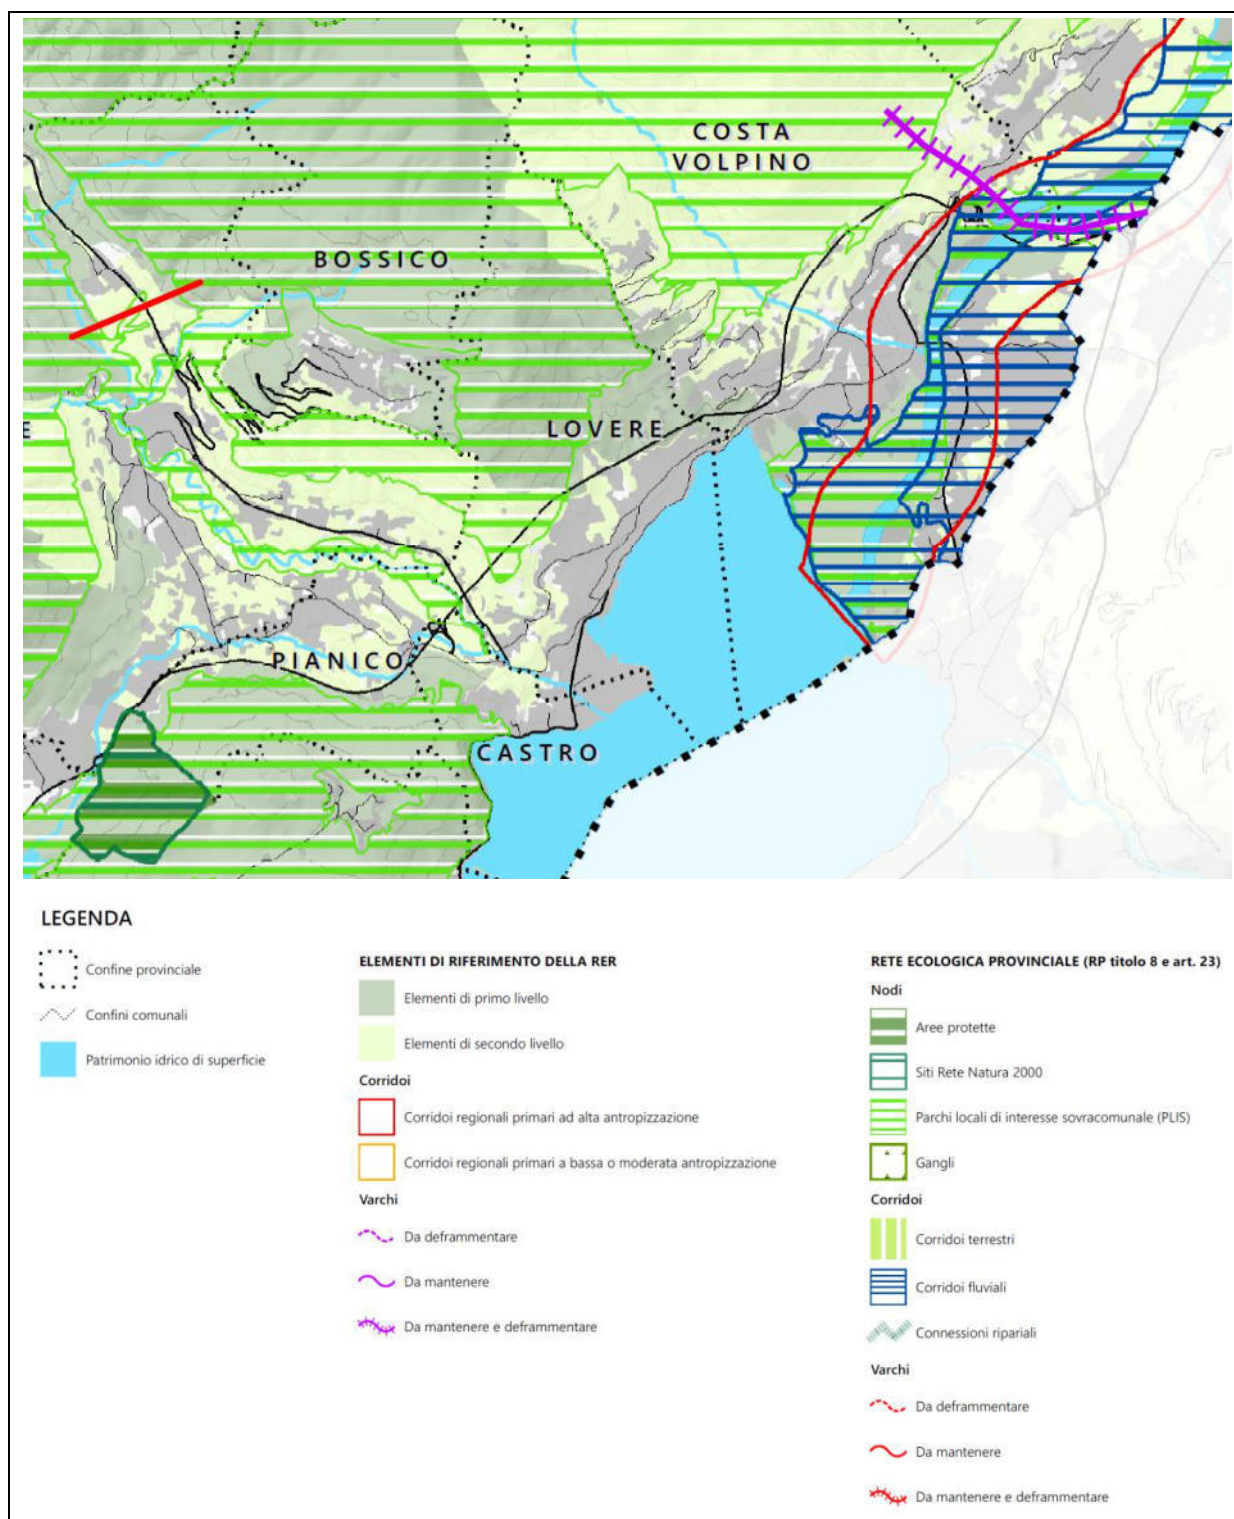 COSTA
VOLPINO
BOSSICO
LOVERE
E
PIANICO
CASTRO
LEGENDA
Confine provinciale
Confini comunali
Patrimonio idrico di superficie
ELEMENTI DI RIFERIMENTO DELLA RER
Elementi di primo livello
Elementi di secondo livello
Corridoi
Corridoi regionali primari ad alta antropizzazione
Corridoi regionali primari a bassa o moderata antropizzazione
Varchi
Da deframmentare
Da mantenere
Da mantenere e deframmentare
RETE ECOLOGICA PROVINCIALE (RP titolo 8 e art. 23)
Nodi
Aree protette
Siti Rete Natura 2000
Parchi locali di interesse sovracomunale (PLIS)
Gangli
Corridoi
Corridoi terrestri
Corridoi fluviali
Connessioni ripariali
Varchi
Da deframmentare
Da mantenere
Da mantenere e deframmentare